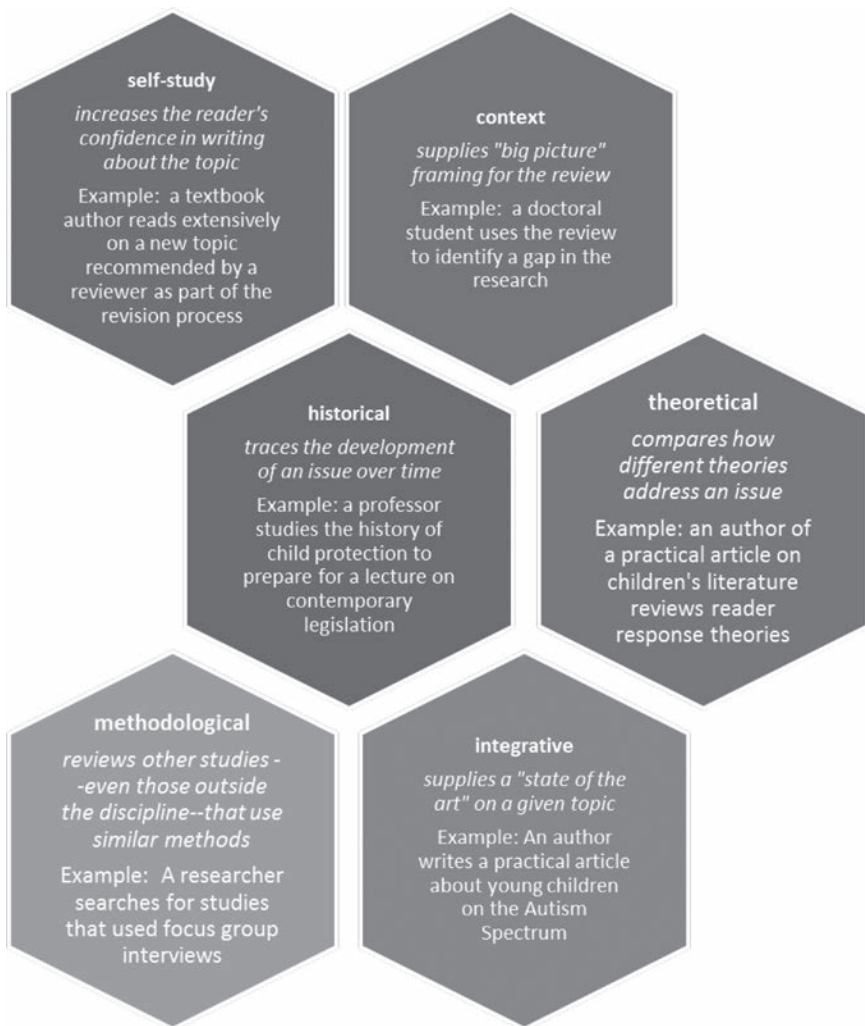 self-study
increases the reader's
confidence in writing
about the topic
Example:  a textbook
author reads extensively
on a new topic
recommended by a
reviewer as part of the
revision process
context
supplies "big picture"
framing for the review
Example:  a doctoral
student uses the review
to identify a gap in the
research
historical
traces the development
of an issue over time
Example: a professor
studies the history of
child protection to
prepare for a lecture on
contemporary
legislation
theoretical
compares how
different theories
address an issue
Example: an author of
a practical article on
children's literature
reviews reader
response theories
methodological
reviews other studies -
-even those outside
the discipline--that use
similar methods
Example:  A researcher
searches for studies
that used focus group
interviews
integrative
supplies a "state of the
art" on a given topic
Example: An author
writes a practical article
about young children
on the Autism
Spectrum